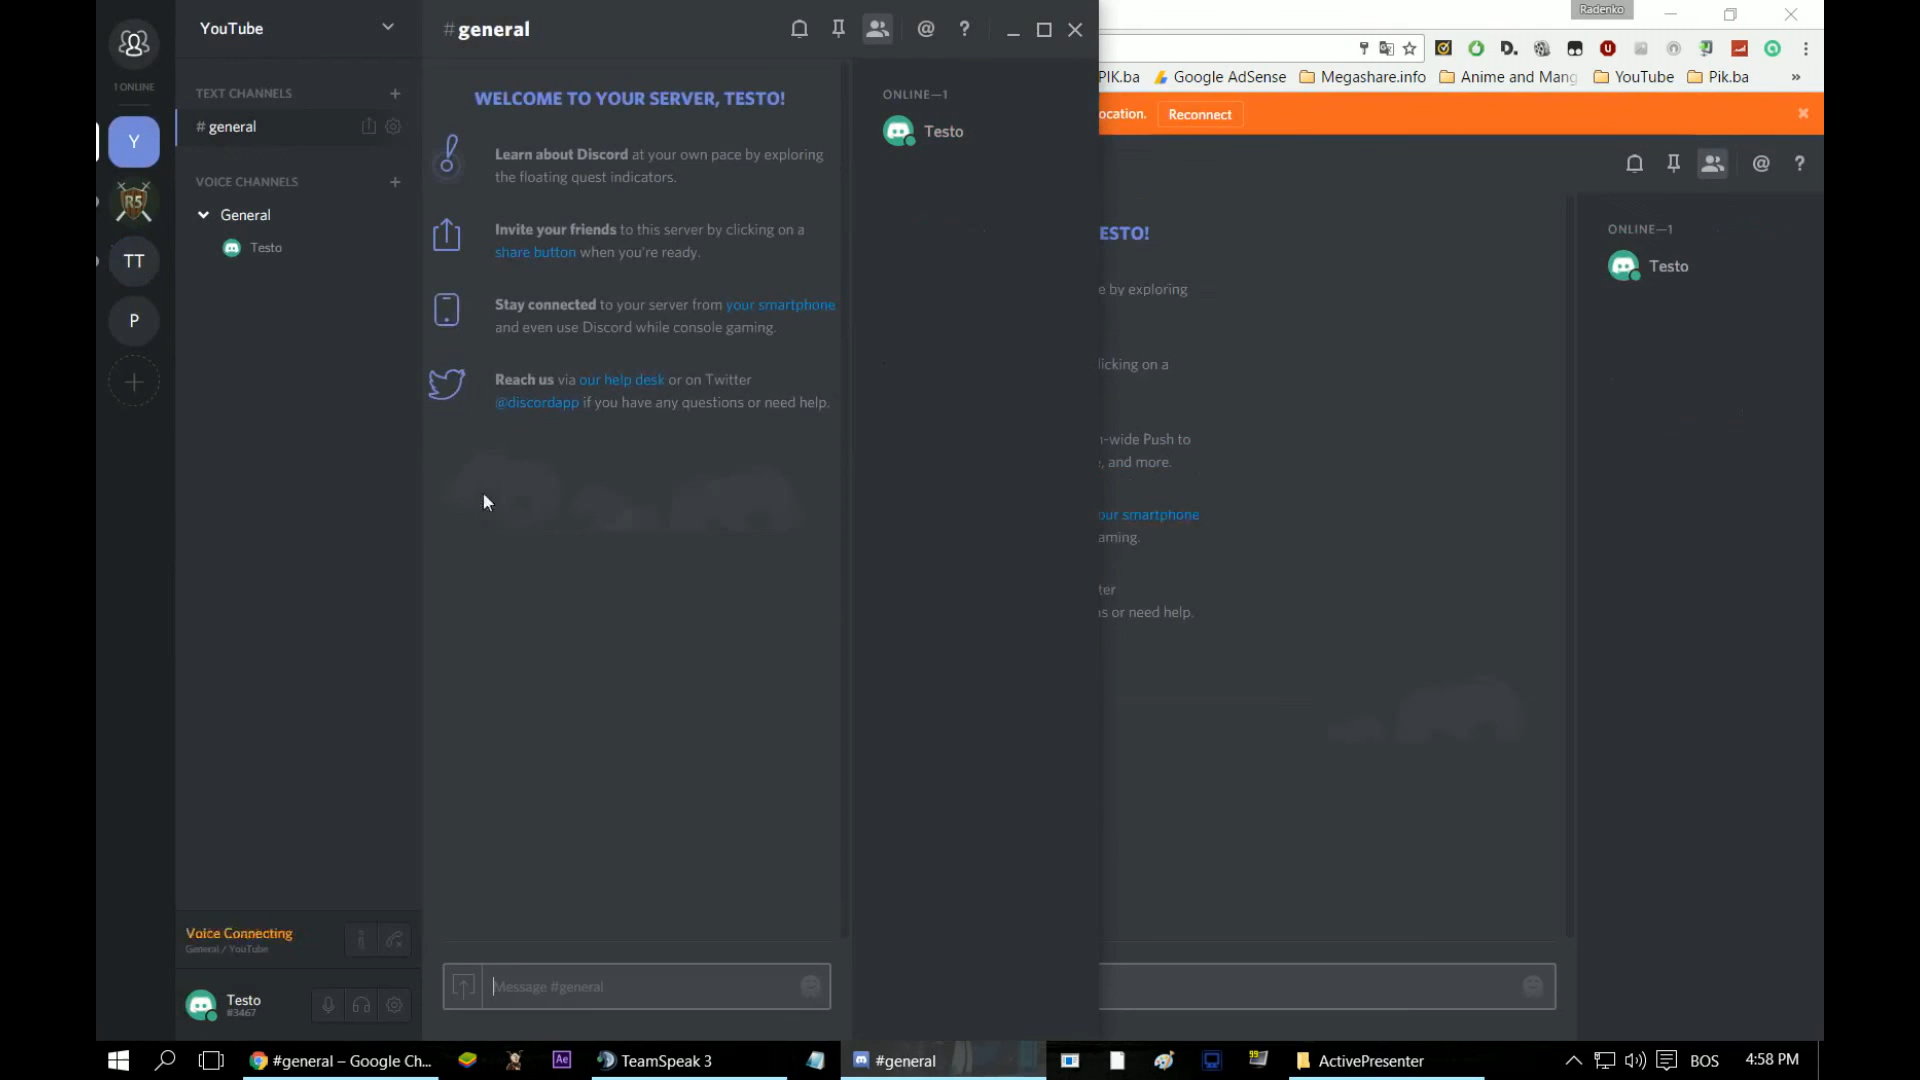 YouTube
1 ONLINE
Y
R5
TT
P
TEXT CHANNELS
# general
VOICE CHANNELS
General
Testo
Voice Connecting
General / YouTube
Testo
#3467
#general
WELCOME TO YOUR SERVER, TESTO!
Learn about Discord at your own pace by exploring
the floating quest indicators.
Invite your friends to this server by clicking on a
share button when you're ready.
Stay connected to your server from your smartphone
and even use Discord while console gaming.
Reach us via our help desk or on Twitter
@discordapp if you have any questions or need help.
Message #general
ONLINE—1
Testo
Radenko
PIK.ba
Google AdSense
Megashare.info
Anime and Mang
YouTube
Pik.ba
ocation. Reconnect
ESTO!
e by exploring
licking on a
n-wide Push to
e, and more.
our smartphone
aming.
ter
ns or need help.
ONLINE—1
Testo
#general – Google Ch...
Ae
TeamSpeak 3
#general
99
ActivePresenter
BOS
4:58 PM